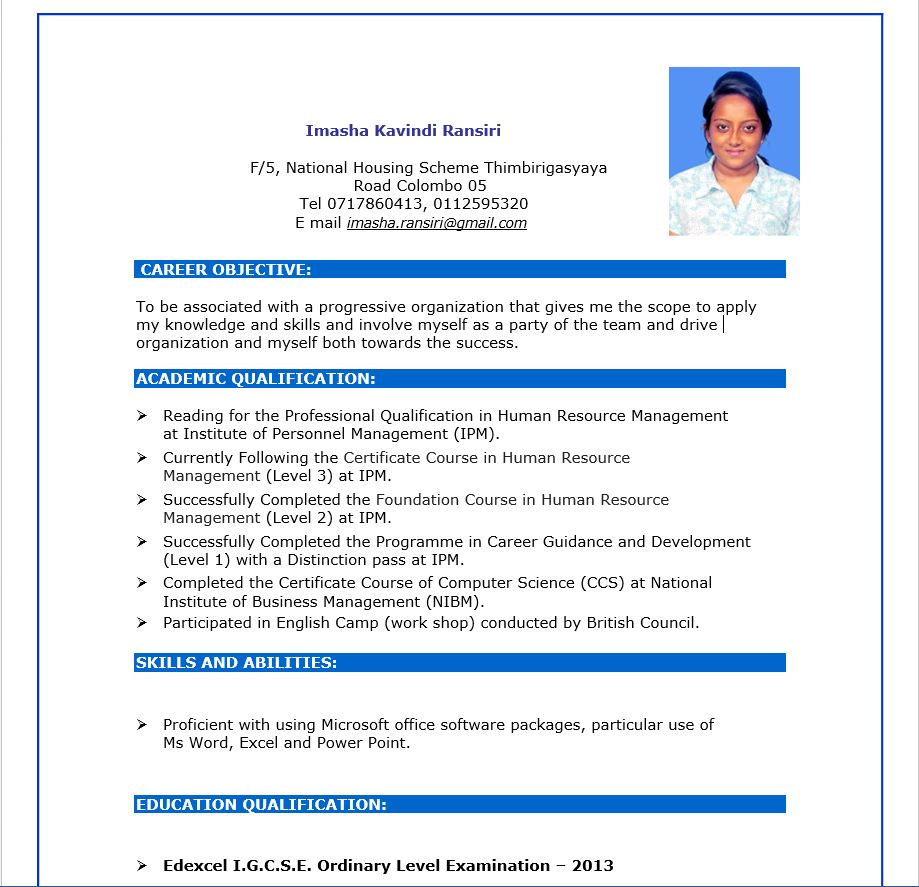 Imasha Kavindi Ransiri
F/5, National Housing Scheme Thimbirigasyaya
Road Colombo 05
Tel 0717860413, 0112595320
E mail imasha.ransiri@gmail.com
CAREER OBJECTIVE:
To be associated with a progressive organization that gives me the scope to apply
my knowledge and skills and involve myself as a party of the team and drive
organization and myself both towards the success.
ACADEMIC QUALIFICATION:
➢ Reading for the Professional Qualification in Human Resource Management
at Institute of Personnel Management (IPM).
➢ Currently Following the Certificate Course in Human Resource
Management (Level 3) at IPM.
➢ Successfully Completed the Foundation Course in Human Resource
Management (Level 2) at IPM.
➢ Successfully Completed the Programme in Career Guidance and Development
(Level 1) with a Distinction pass at IPM.
➢ Completed the Certificate Course of Computer Science (CCS) at National
Institute of Business Management (NIBM).
➢ Participated in English Camp (work shop) conducted by British Council.
SKILLS AND ABILITIES:
➢ Proficient with using Microsoft office software packages, particular use of
Ms Word, Excel and Power Point.
EDUCATION QUALIFICATION:
➢ Edexcel I.G.C.S.E. Ordinary Level Examination – 2013